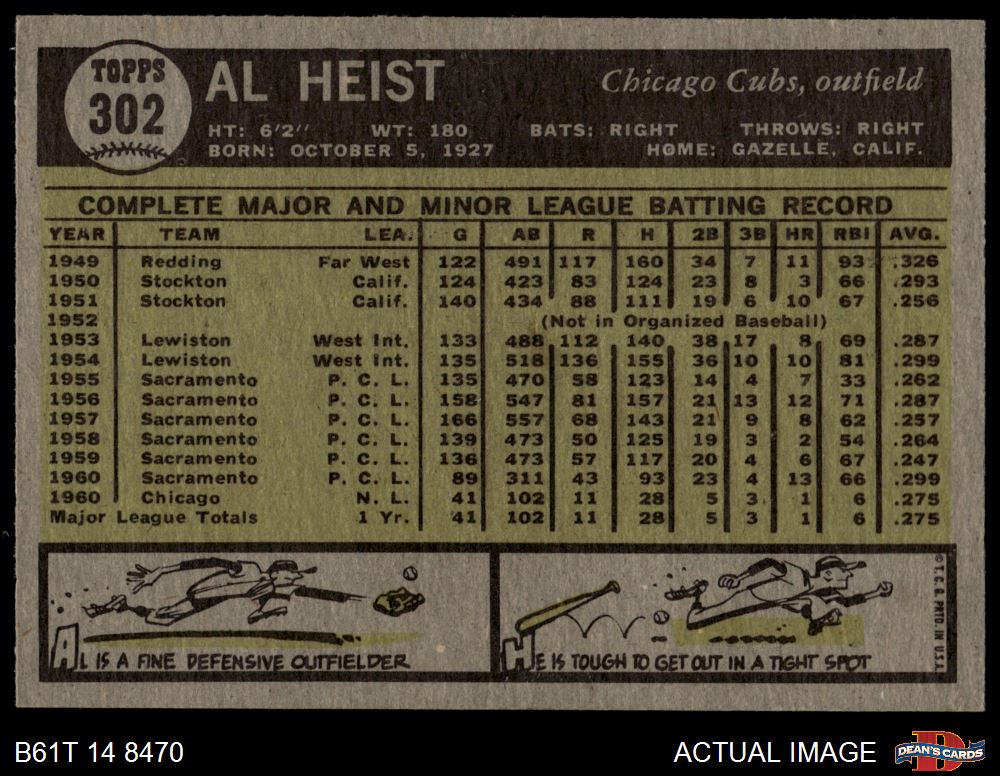 TOPPS
302
AL HEIST
Chicago Cubs, outfield
HT: 6'2" WT: 180 BATS: RIGHT THROWS: RIGHT
BORN: OCTOBER 5, 1927 HOME: GAZELLE, CALIF.
COMPLETE MAJOR AND MINOR LEAGUE BATTING RECORD
YEAR TEAM LEA. G AB R H 2B 3B HR RBI AVG.
1949 Redding Far West 122 491 117 160 34 7 11 93 .326
1950 Stockton Calif. 124 423 83 124 23 8 3 66 .293
1951 Stockton Calif. 140 434 88 111 19 6 10 67 .256
1952 (Not in Organized Baseball)
1953 Lewiston West Int. 133 488 112 140 38 17 8 69 .287
1954 Lewiston West Int. 135 518 136 155 36 10 10 81 .299
1955 Sacramento P. C. L. 135 470 58 123 14 4 7 33 .262
1956 Sacramento P. C. L. 158 547 81 157 21 13 12 71 .287
1957 Sacramento P. C. L. 166 557 68 143 21 9 8 62 .257
1958 Sacramento P. C. L. 139 473 50 125 19 3 2 54 .264
1959 Sacramento P. C. L. 136 473 57 117 20 4 6 67 .247
1960 Sacramento P. C. L. 89 311 43 93 23 4 13 66 .299
1960 Chicago N. L. 41 102 11 28 5 3 1 6 .275
Major League Totals 1 Yr. 41 102 11 28 5 3 1 6 .275
AL IS A FINE DEFENSIVE OUTFIELDER
HE IS TOUGH TO GET OUT IN A TIGHT SPOT
© T. C. G. PRTD. IN U.S.A.
B61T 14 8470
ACTUAL IMAGE
DEAN'S CARDS